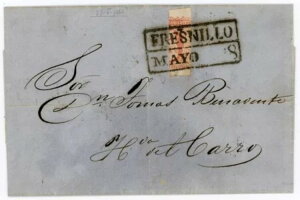 FRESNILLO
MAYO 8
Sor
Dn. Tomas Benavente
Hda. del Carro